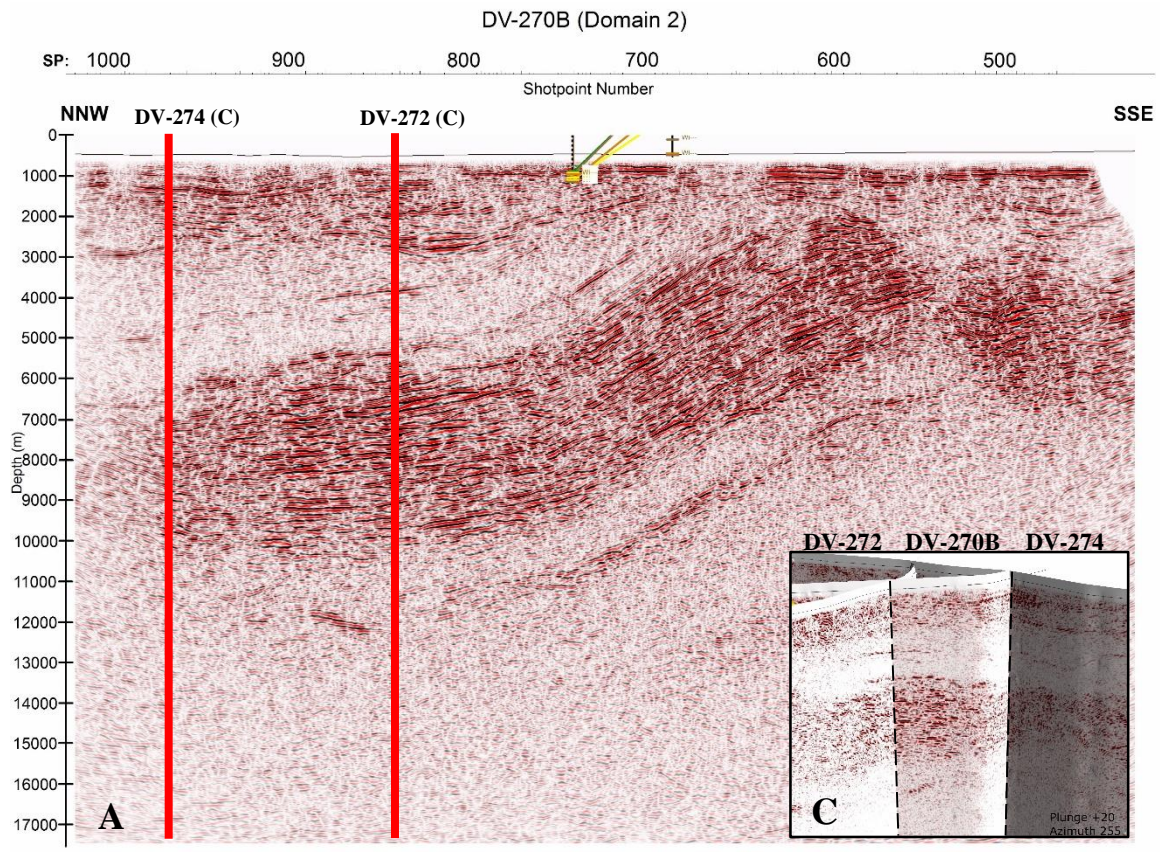 DV-270B (Domain 2)
SP: 1000 900 800 700 600 500
Shotpoint Number
NNW DV-274 (C) DV-272 (C) SSE
0
1000
2000
3000
4000
5000
6000
7000
8000
9000
10000
11000
12000
13000
14000
15000
16000
17000
Depth (m)
DV-272 DV-270B DV-274
Plunge +20
Azimuth 255
A
C